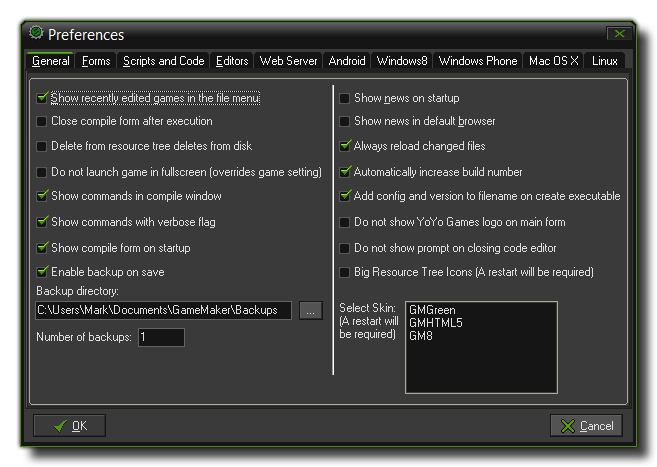 Preferences
General Forms Scripts and Code Editors Web Server Android Windows8 Windows Phone Mac OS X Linux
Show recently edited games in the file menu
Close compile form after execution
Delete from resource tree deletes from disk
Do not launch game in fullscreen (overrides game setting)
Show commands in compile window
Show commands with verbose flag
Show compile form on startup
Enable backup on save
Backup directory:
C:\Users\Mark\Documents\GameMaker\Backups ...
Number of backups: 1
Show news on startup
Show news in default browser
Always reload changed files
Automatically increase build number
Add config and version to filename on create executable
Do not show YoYo Games logo on main form
Do not show prompt on closing code editor
Big Resource Tree Icons (A restart will be required)
Select Skin:
(A restart will
be required)
GMGreen
GMHTML5
GM8
OK
Cancel